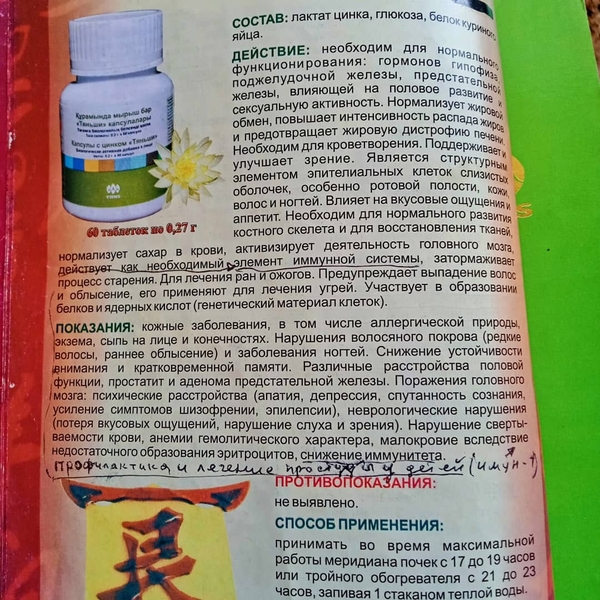 СОСТАВ: лактат цинка, глюкоза, белок куриного
яйца.
ДЕЙСТВИЕ: необходим для нормального
функционирования: гормонов гипофиза,
поджелудочной железы, предстательной
железы, влияющей на половое развитие и
сексуальную активность. Нормализует жировой
обмен, повышает интенсивность распада жиров
и предотвращает жировую дистрофию печени.
Необходим для кроветворения. Поддерживает и
улучшает зрение. Является структурным
элементом эпителиальных клеток слизистых
оболочек, особенно ротовой полости, кожи,
волос и ногтей. Влияет на вкусовые ощущения и
аппетит. Необходим для нормального развития
костного скелета и для восстановления тканей,
нормализует сахар в крови, активизирует деятельность головного мозга,
действует как необходимый элемент иммунной системы, затормаживает
процесс старения. Для лечения ран и ожогов. Предупреждает выпадение волос
и облысение, его применяют для лечения угрей. Участвует в образовании
белков и ядерных кислот (генетический материал клеток).
Құрамында мырыш бар
«Тяньши» капсулалары
Капсулы с цинком «Тяньши»
60 таблеток по 0,27 г
ПОКАЗАНИЯ: кожные заболевания, в том числе аллергической природы,
экзема, сыпь на лице и конечностях. Нарушения волосяного покрова (редкие
волосы, раннее облысение) и заболевания ногтей. Снижение устойчивости
внимания и кратковременной памяти. Различные расстройства половой
функции, простатит и аденома предстательной железы. Поражения головного
мозга: психические расстройства (апатия, депрессия, спутанность сознания,
усиление симптомов шизофрении, эпилепсии), неврологические нарушения
(потеря вкусовых ощущений, нарушение слуха и зрения). Нарушение сверты-
ваемости крови, анемии гемолитического характера, малокровие вследствие
недостаточного образования эритроцитов, снижение иммунитета.
Профилактика и лечение простуды у детей (имун-т)
ПРОТИВОПОКАЗАНИЯ:
не выявлено.
СПОСОБ ПРИМЕНЕНИЯ:
принимать во время максимальной
работы меридиана почек с 17 до 19 часов
или тройного обогревателя с 21 до 23
часов, запивая 1 стаканом теплой воды.